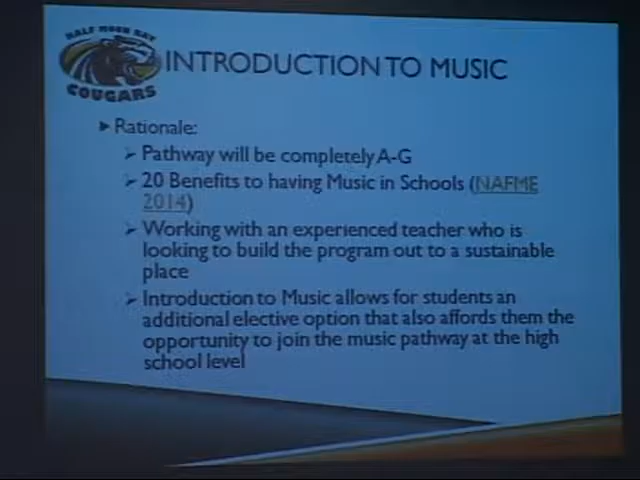 HALF MOON BAY
COUGARS
INTRODUCTION TO MUSIC
Rationale:
Pathway will be completely A-G
20 Benefits to having Music in Schools (NAFME
2014)
Working with an experienced teacher who is
looking to build the program out to a sustainable
place
Introduction to Music allows for students an
additional elective option that also affords them the
opportunity to join the music pathway at the high
school level